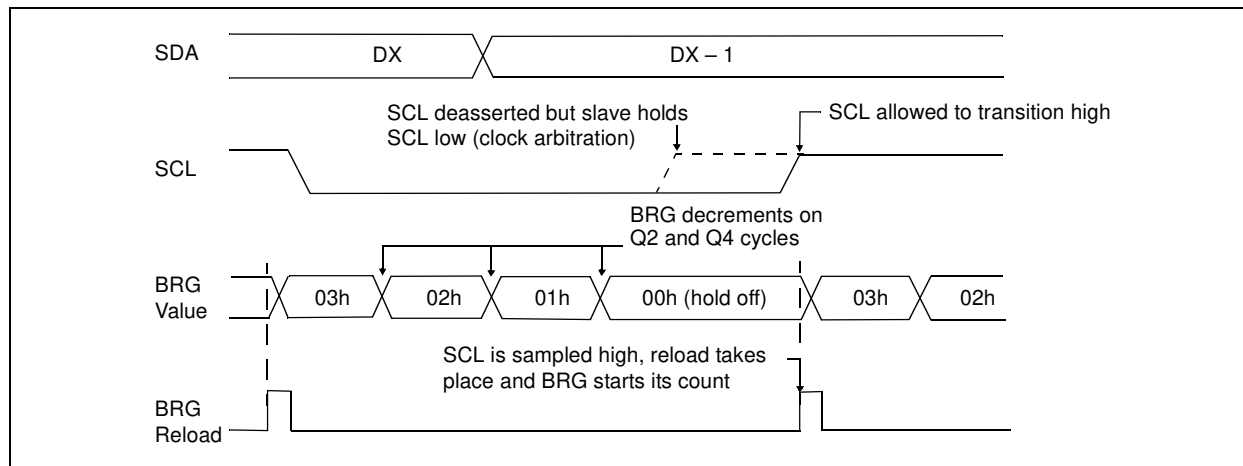 SDA
DX
DX – 1
SCL deasserted but slave holds
SCL low (clock arbitration)
SCL allowed to transition high
SCL
BRG decrements on
Q2 and Q4 cycles
BRG
Value
03h
02h
01h
00h (hold off)
03h
02h
SCL is sampled high, reload takes
place and BRG starts its count
BRG
Reload